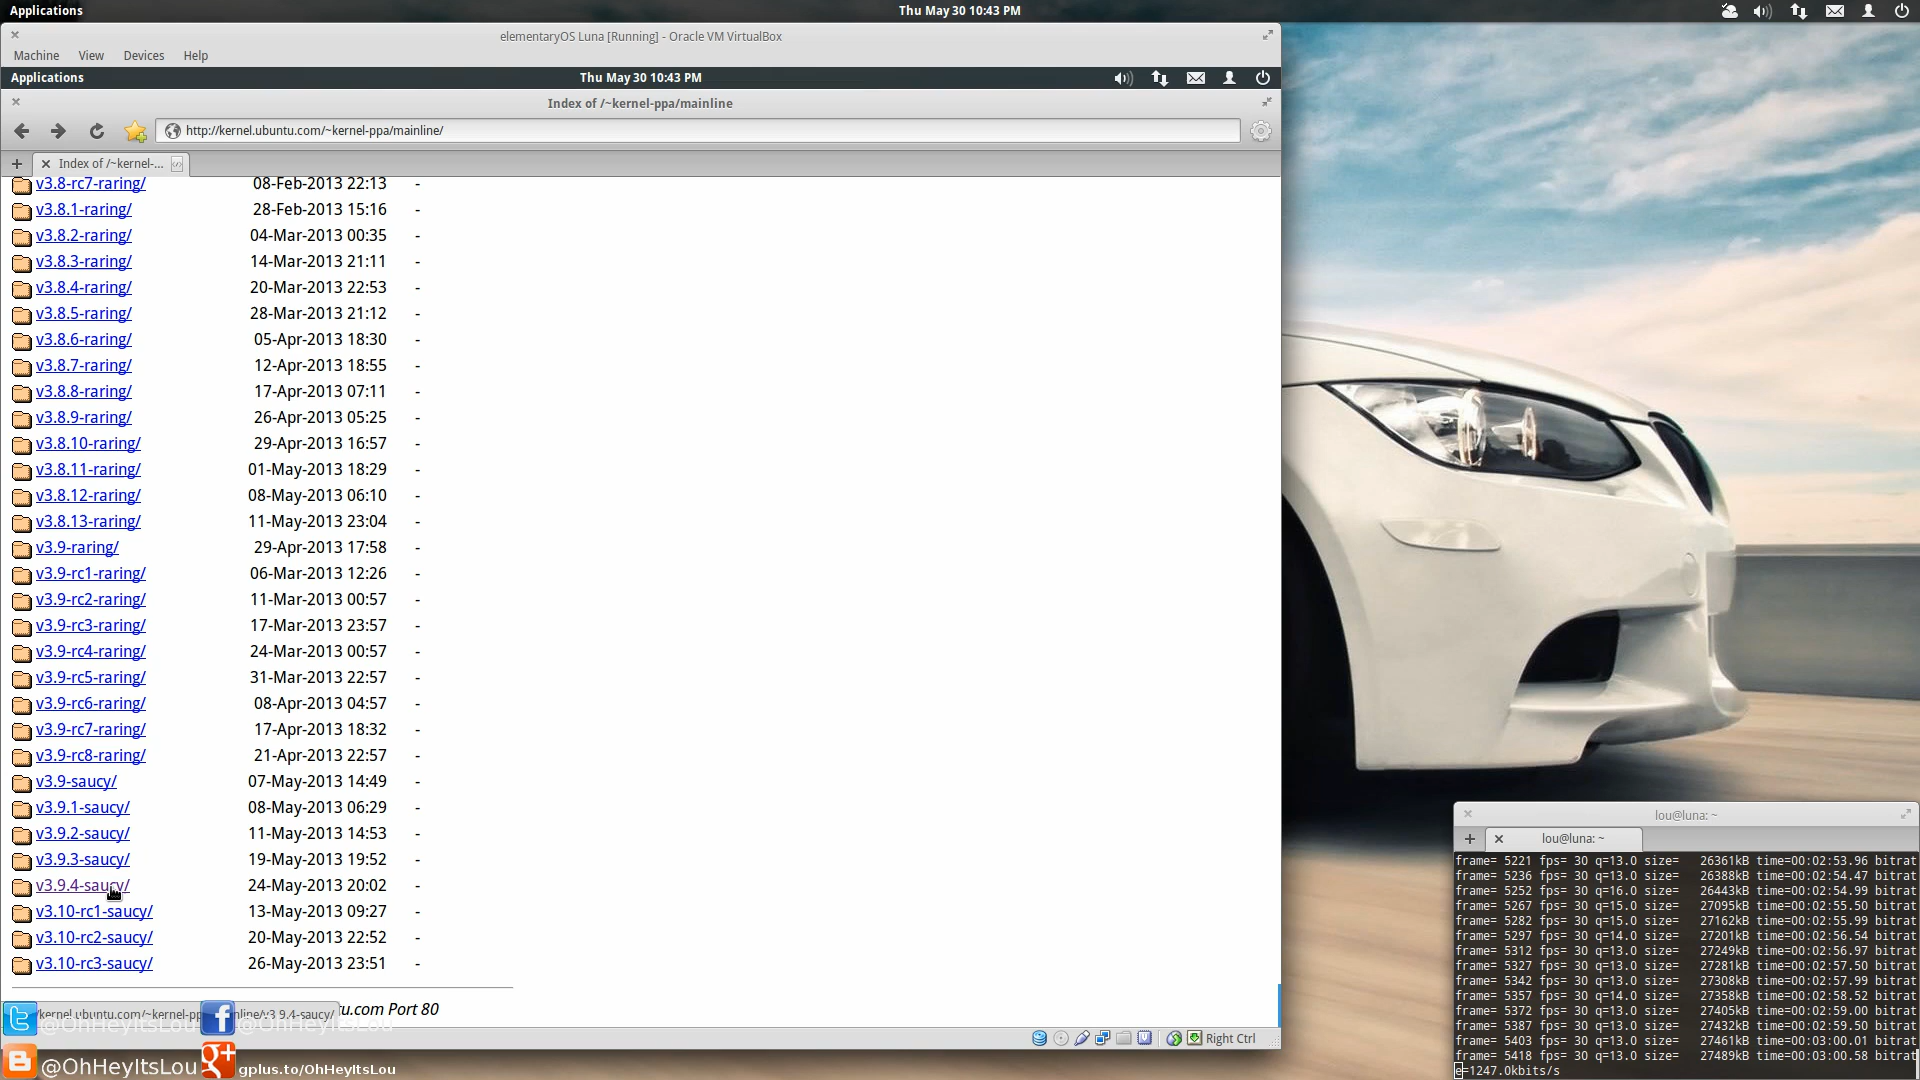 Applications
Thu May 30 10:43 PM
elementaryOS Luna [Running] - Oracle VM VirtualBox
Machine View Devices Help
Applications
Thu May 30 10:43 PM
Index of /~kernel-ppa/mainline
http://kernel.ubuntu.com/~kernel-ppa/mainline/
Index of /~kernel-...
v3.8-rc7-raring/ 08-Feb-2013 22:13 -
v3.8.1-raring/ 28-Feb-2013 15:16 -
v3.8.2-raring/ 04-Mar-2013 00:35 -
v3.8.3-raring/ 14-Mar-2013 21:11 -
v3.8.4-raring/ 20-Mar-2013 22:53 -
v3.8.5-raring/ 28-Mar-2013 21:12 -
v3.8.6-raring/ 05-Apr-2013 18:30 -
v3.8.7-raring/ 12-Apr-2013 18:55 -
v3.8.8-raring/ 17-Apr-2013 07:11 -
v3.8.9-raring/ 26-Apr-2013 05:25 -
v3.8.10-raring/ 29-Apr-2013 16:57 -
v3.8.11-raring/ 01-May-2013 18:29 -
v3.8.12-raring/ 08-May-2013 06:10 -
v3.8.13-raring/ 11-May-2013 23:04 -
v3.9-raring/ 29-Apr-2013 17:58 -
v3.9-rc1-raring/ 06-Mar-2013 12:26 -
v3.9-rc2-raring/ 11-Mar-2013 00:57 -
v3.9-rc3-raring/ 17-Mar-2013 23:57 -
v3.9-rc4-raring/ 24-Mar-2013 00:57 -
v3.9-rc5-raring/ 31-Mar-2013 22:57 -
v3.9-rc6-raring/ 08-Apr-2013 04:57 -
v3.9-rc7-raring/ 17-Apr-2013 18:32 -
v3.9-rc8-raring/ 21-Apr-2013 22:57 -
v3.9-saucy/ 07-May-2013 14:49 -
v3.9.1-saucy/ 08-May-2013 06:29 -
v3.9.2-saucy/ 11-May-2013 14:53 -
v3.9.3-saucy/ 19-May-2013 19:52 -
v3.9.4-saucy/ 24-May-2013 20:02 -
v3.10-rc1-saucy/ 13-May-2013 09:27 -
v3.10-rc2-saucy/ 20-May-2013 22:52 -
v3.10-rc3-saucy/ 26-May-2013 23:51 -
tu.com Port 80
/kernel.ubuntu.com/~kernel-pp nline/v3.9.4-saucy/
@OhHeyItsLou @OhHeyItsLou
Right Ctrl
@OhHeyItsLou gplus.to/OhHeyItsLou
lou@luna: ~
lou@luna: ~
frame= 5221 fps= 30 q=13.0 size= 26361kB time=00:02:53.96 bitrat
frame= 5236 fps= 30 q=13.0 size= 26388kB time=00:02:54.47 bitrat
frame= 5252 fps= 30 q=16.0 size= 26443kB time=00:02:54.99 bitrat
frame= 5267 fps= 30 q=15.0 size= 27095kB time=00:02:55.50 bitrat
frame= 5282 fps= 30 q=15.0 size= 27162kB time=00:02:55.99 bitrat
frame= 5297 fps= 30 q=14.0 size= 27201kB time=00:02:56.54 bitrat
frame= 5312 fps= 30 q=13.0 size= 27249kB time=00:02:56.97 bitrat
frame= 5327 fps= 30 q=13.0 size= 27281kB time=00:02:57.50 bitrat
frame= 5342 fps= 30 q=13.0 size= 27308kB time=00:02:57.99 bitrat
frame= 5357 fps= 30 q=14.0 size= 27358kB time=00:02:58.52 bitrat
frame= 5372 fps= 30 q=13.0 size= 27405kB time=00:02:59.00 bitrat
frame= 5387 fps= 30 q=13.0 size= 27432kB time=00:02:59.50 bitrat
frame= 5403 fps= 30 q=13.0 size= 27461kB time=00:03:00.01 bitrat
frame= 5418 fps= 30 q=13.0 size= 27489kB time=00:03:00.58 bitrat
e=1247.0kbits/s